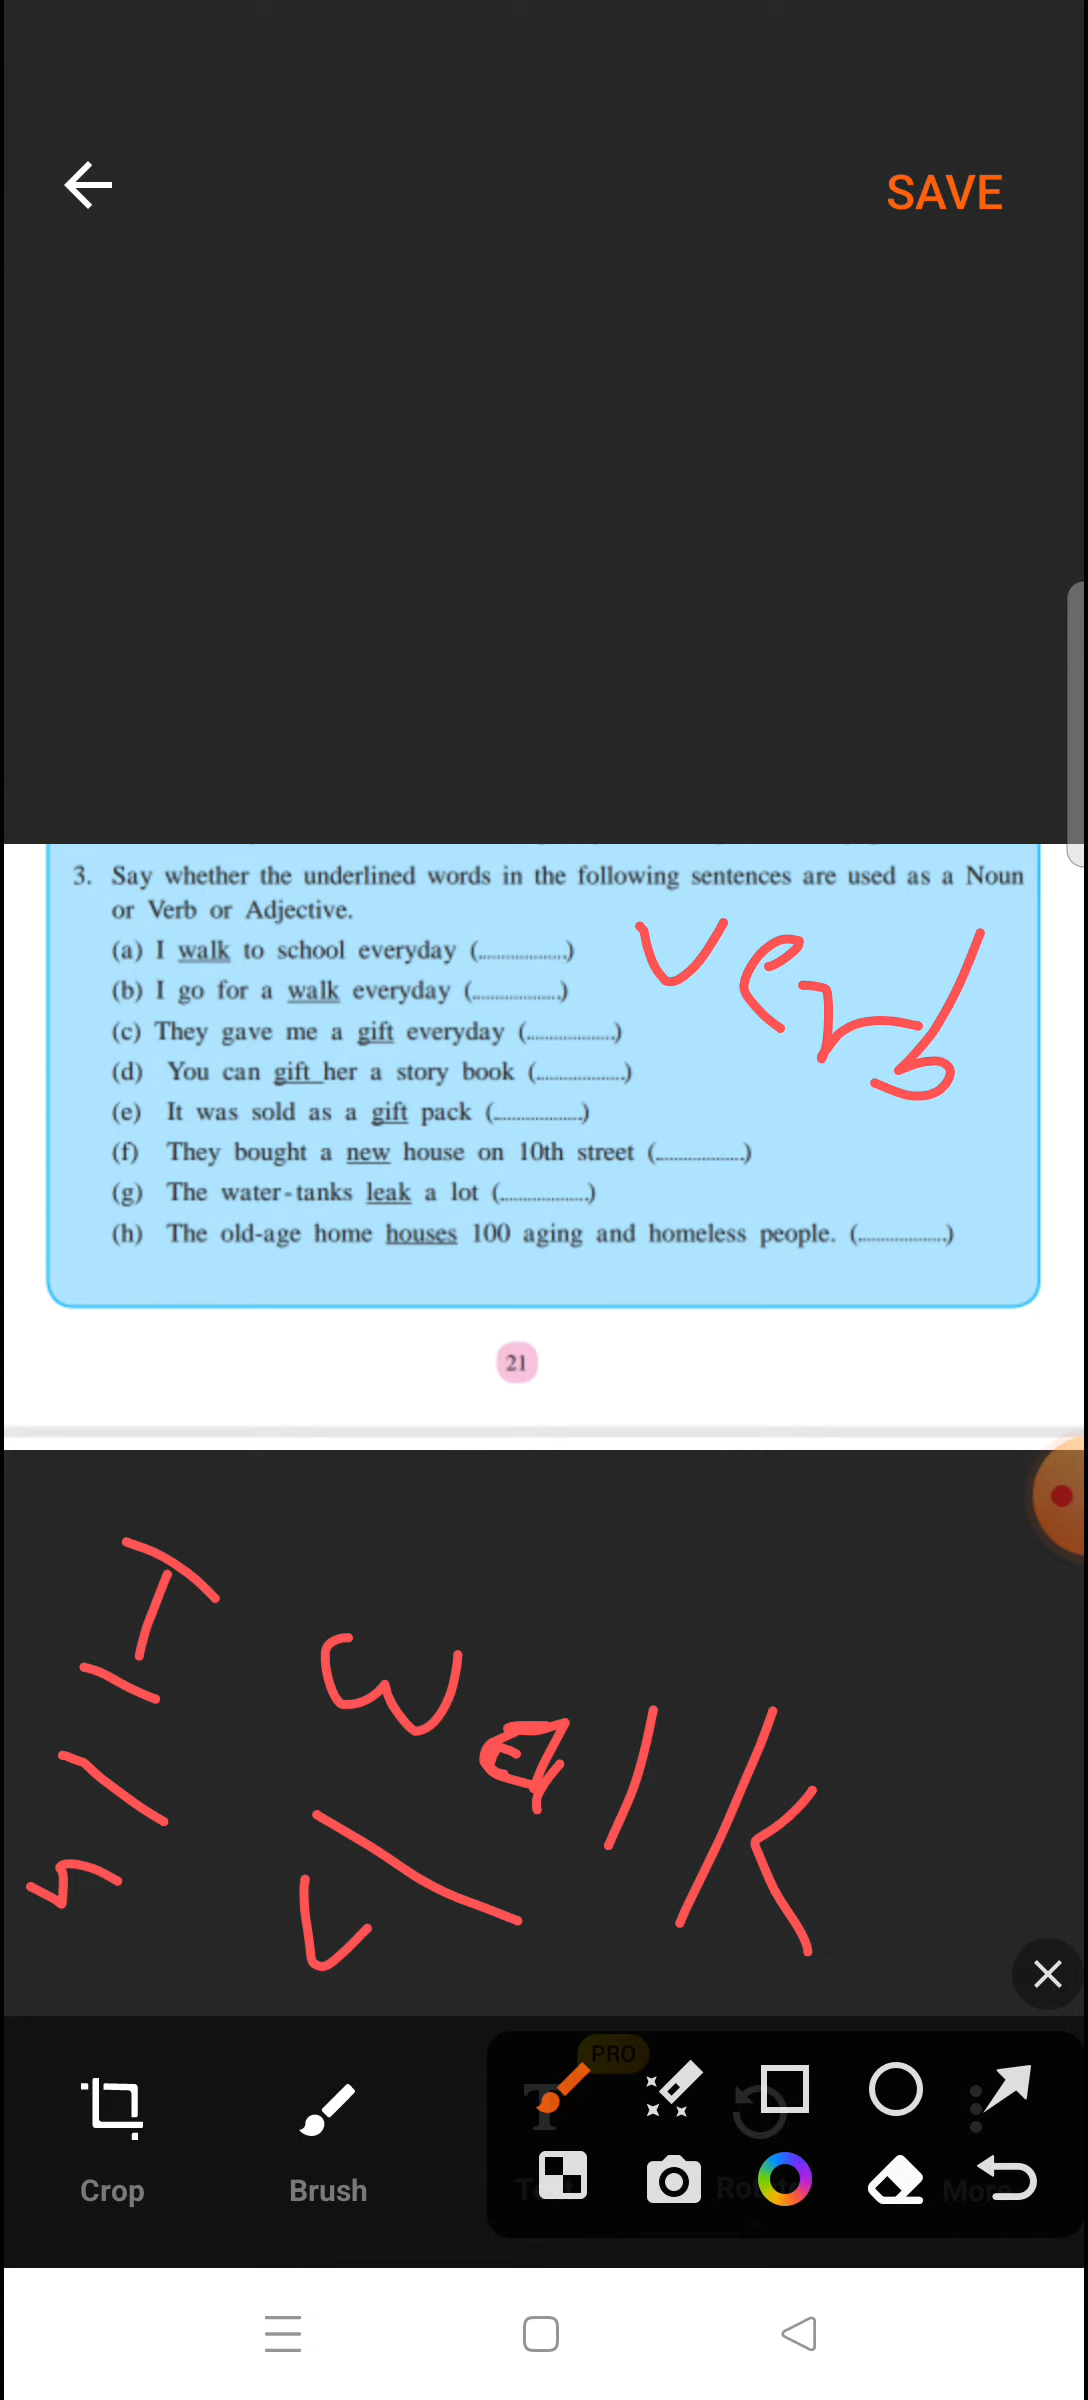 SAVE
3. Say whether the underlined words in the following sentences are used as a Noun
or Verb or Adjective.
(a) I walk to school everyday (..................)
(b) I go for a walk everyday (..................)
(c) They gave me a gift everyday (..................)
(d) You can gift her a story book (..................)
(e) It was sold as a gift pack (..................)
(f) They bought a new house on 10th street (..................)
(g) The water-tanks leak a lot (..................)
(h) The old-age home houses 100 aging and homeless people. (..................)
verb
21
I walk
V
PRO
Crop Brush